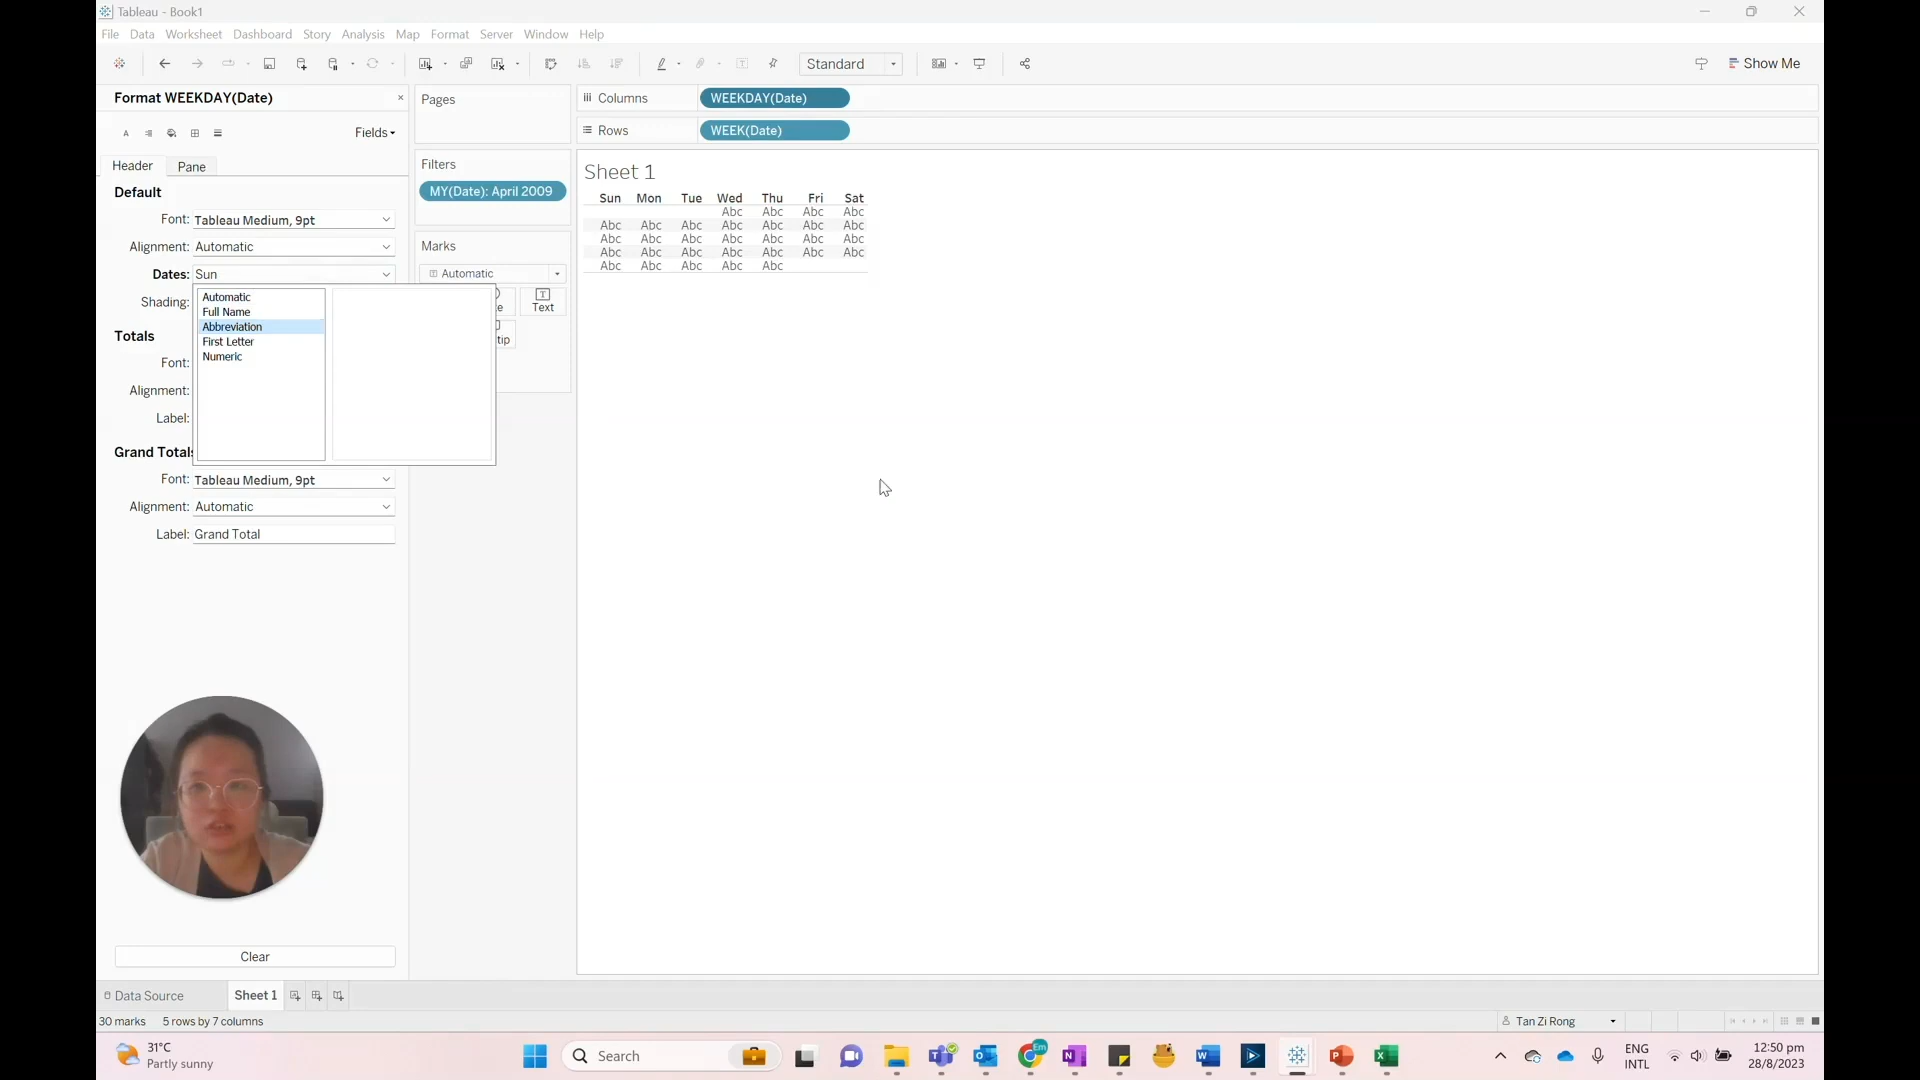 Tableau - Book1
File Data Worksheet Dashboard Story Analysis Map Format Server Window Help
Standard
Show Me
Format WEEKDAY(Date)
Fields
Header Pane
Default
Font: Tableau Medium, 9pt
Alignment: Automatic
Dates: Sun
Shading:
Automatic
Full Name
Abbreviation
First Letter
Numeric
Totals
Font:
Alignment:
Label:
Grand Totals
Font: Tableau Medium, 9pt
Alignment: Automatic
Label: Grand Total
Clear
Pages
Filters
MY(Date): April 2009
Marks
Automatic
Text
tip
Columns WEEKDAY(Date)
Rows WEEK(Date)
Sheet 1
Sun Mon Tue Wed Thu Fri Sat
Abc Abc Abc Abc
Abc Abc Abc Abc Abc Abc Abc
Abc Abc Abc Abc Abc Abc Abc
Abc Abc Abc Abc Abc Abc Abc
Abc Abc Abc Abc Abc
Data Source Sheet 1
30 marks 5 rows by 7 columns
Tan Zi Rong
31°C
Partly sunny
Search
Em
ENG
INTL
12:50 pm
28/8/2023